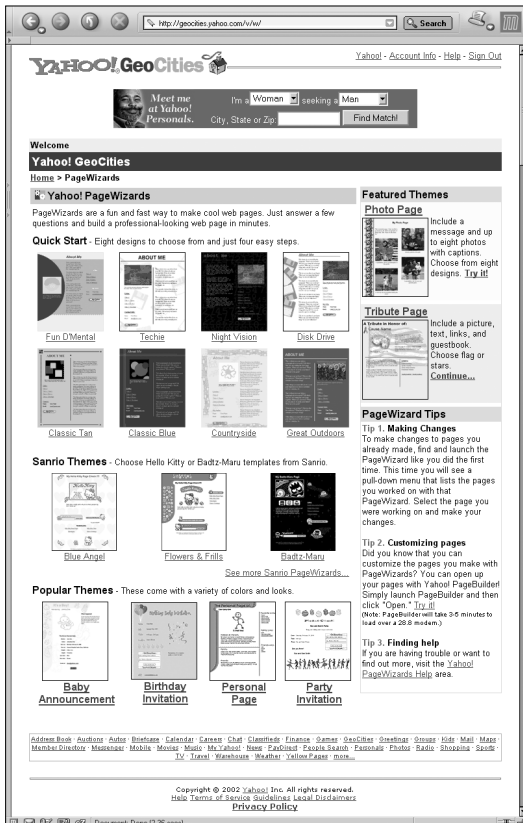 http://geocities.yahoo.com/v/w/
Search
Yahoo! - Account Info - Help - Sign Out
YAHOO! GeoCities
Meet me
at Yahoo!
Personals.
I'm a Woman seeking a Man
City, State or Zip: Find Match!
Welcome
Yahoo! GeoCities
Home > PageWizards
Yahoo! PageWizards
PageWizards are a fun and fast way to make cool web pages. Just answer a few
questions and build a professional-looking web page in minutes.
Quick Start - Eight designs to choose from and just four easy steps.
ABOUT ME
Fun D'Mental
Techie
Night Vision
Disk Drive
Classic Tan
Classic Blue
Countryside
Great Outdoors
Sanrio Themes - Choose Hello Kitty or Badtz-Maru templates from Sanrio.
Blue Angel
Flowers & Frills
Badtz-Maru
See more Sanrio PageWizards...
Popular Themes - These come with a variety of colors and looks.
Baby
Announcement
Birthday
Invitation
Personal
Page
Party
Invitation
Featured Themes
Photo Page
Include a
message and up
to eight photos
with captions.
Choose from eight
designs. Try it!
Tribute Page
Include a picture,
text, links, and
guestbook.
Choose flag or
stars.
Continue...
PageWizard Tips
Tip 1. Making Changes
To make changes to pages you
already made, find and launch the
PageWizard like you did the first
time. This time you will see a
pull-down menu that lists the pages
you worked on with that
PageWizard. Select the page you
were working on and make your
changes.
Tip 2. Customizing pages
Did you know that you can
customize the pages you make with
PageWizards? You can open up
your pages with Yahoo! PageBuilder!
Simply launch PageBuilder and then
click "Open." Try it!
(Note: PageBuilder will take 3-5 minutes to
load over a 28.8 modem.)
Tip 3. Finding help
If you are having trouble or want to
find out more, visit the Yahoo!
PageWizards Help area.
Address Book · Auctions · Autos · Briefcase · Calendar · Careers · Chat · Classifieds · Finance · Games · GeoCities · Greetings · Groups · Kids · Mail · Maps ·
Member Directory · Messenger · Mobile · Movies · Music · My Yahoo! · News · PayDirect · People Search · Personals · Photos · Radio · Shopping · Sports ·
TV · Travel · Warehouse · Weather · Yellow Pages · more...
Copyright © 2002 Yahoo! Inc. All rights reserved.
Help Terms of Service Guidelines Legal Disclaimers
Privacy Policy